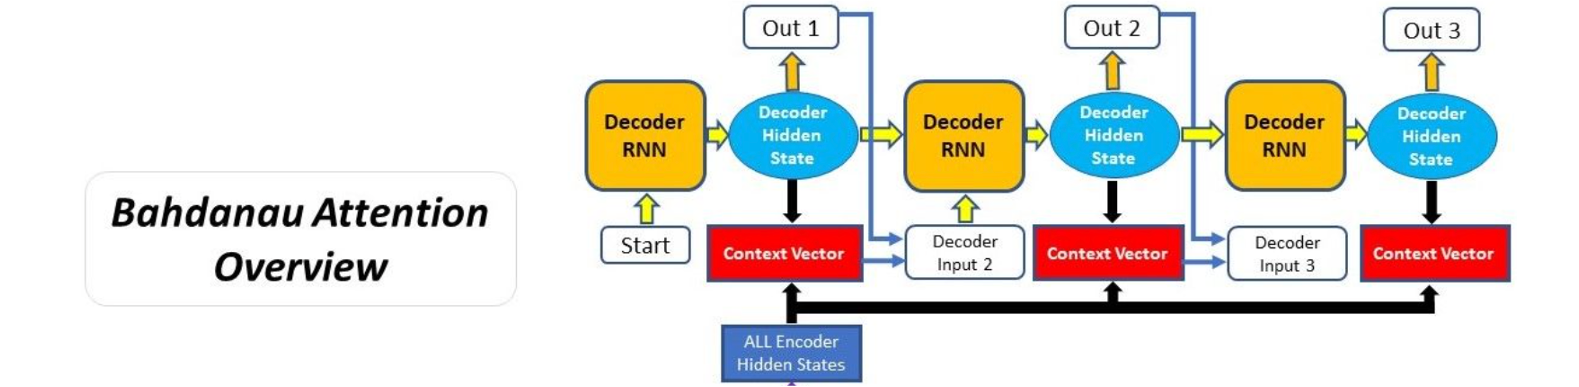 Bahdanau Attention
Overview
Out 1
Out 2
Out 3
Decoder
RNN
Decoder
Hidden
State
Decoder
RNN
Decoder
Hidden
State
Decoder
RNN
Decoder
Hidden
State
Start
Context Vector
Decoder
Input 2
Context Vector
Decoder
Input 3
Context Vector
ALL Encoder
Hidden States